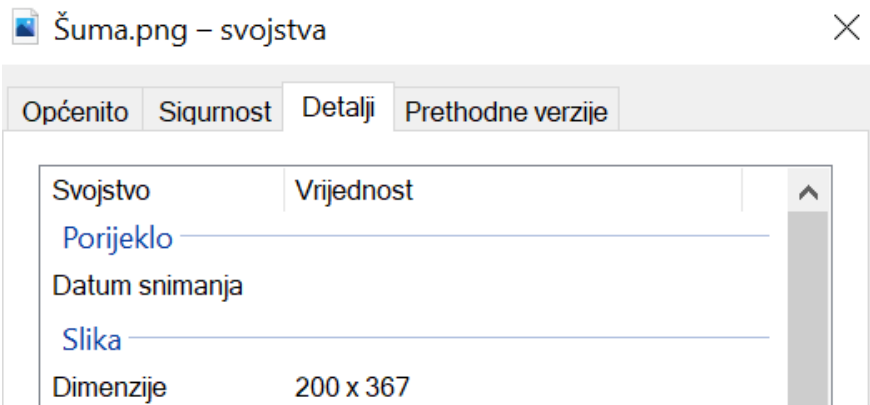 Šuma.png – svojstva
Općenito Sigurnost Detalji Prethodne verzije
Svojstvo Vrijednost
Porijeklo
Datum snimanja
Slika
Dimenzije 200 x 367